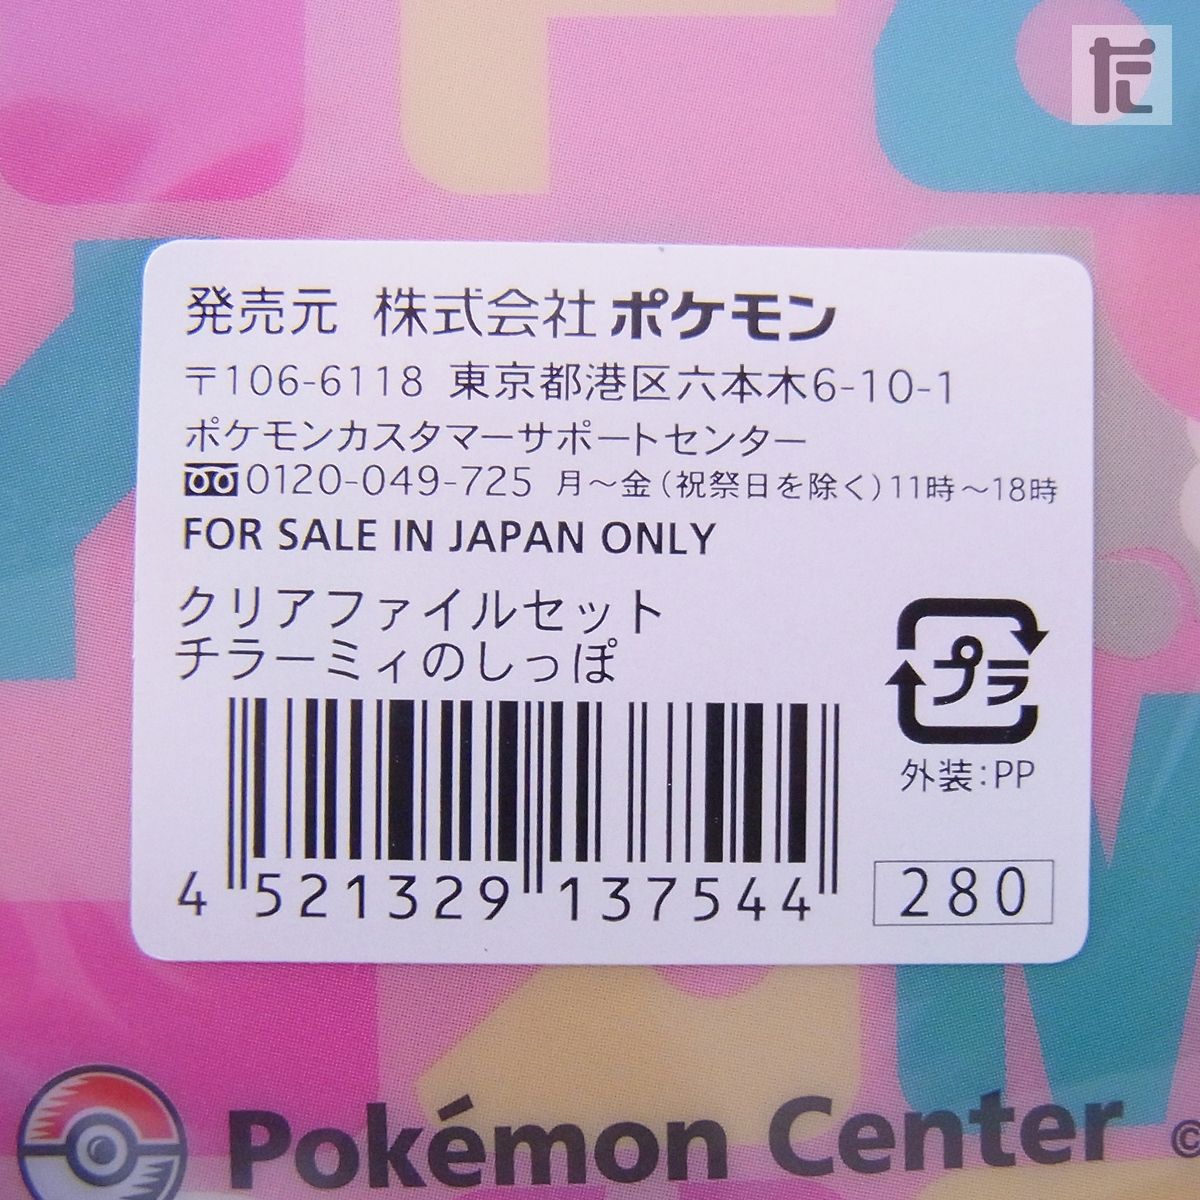 だ
発売元 株式会社ポケモン
〒106-6118 東京都港区六本木6-10-1
ポケモンカスタマーサポートセンター
0120-049-725 月～金(祝祭日を除く)11時～18時
FOR SALE IN JAPAN ONLY
クリアファイルセット
チラーミィのしっぽ
プラ
外装:PP
4 521329 137544
280
Pokémon Center ©